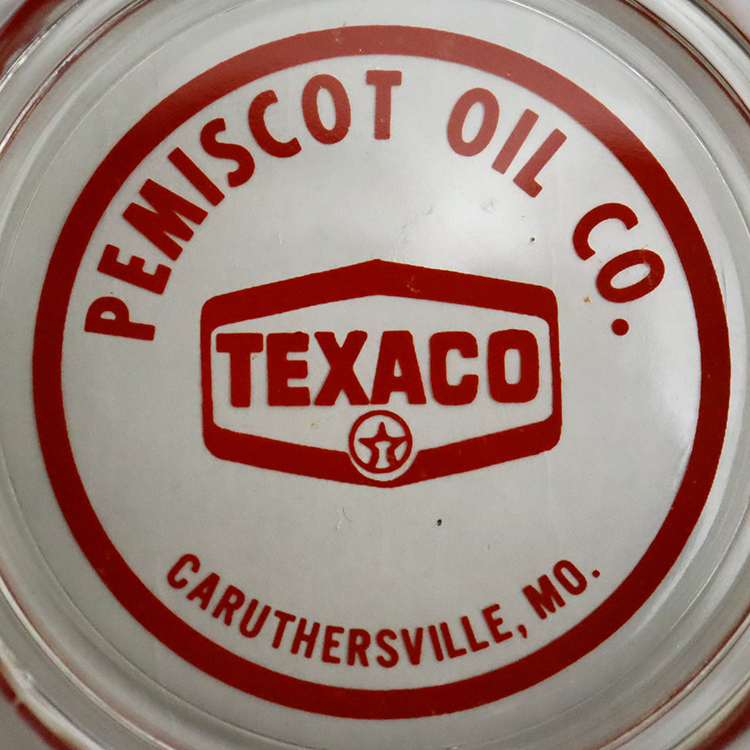 PEMISCOT OIL CO.
TEXACO
T
CARUTHERSVILLE, MO.